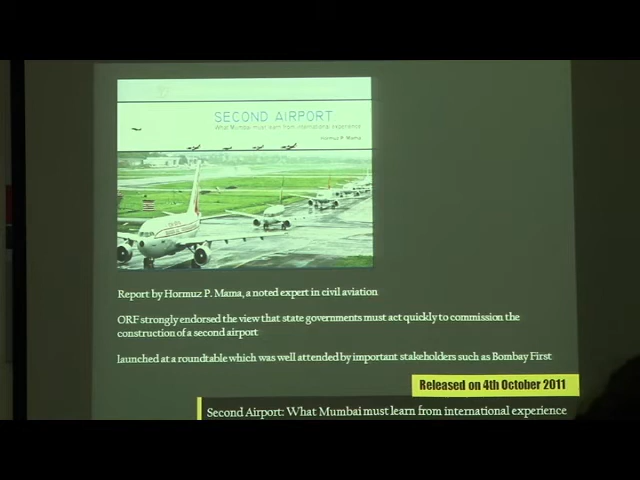 SECOND AIRPORT
What Mumbai must learn from international experience
Hormuz P. Mama
Report by Hormuz P. Mama, a noted expert in civil aviation
ORF strongly endorsed the view that state governments must act quickly to commission the
construction of a second airport
launched at a roundtable which was well attended by important stakeholders such as Bombay First
Released on 4th October 2011
Second Airport: What Mumbai must learn from international experience